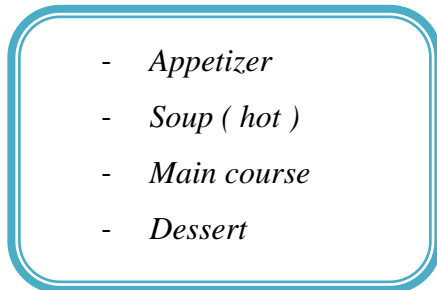 - Appetizer
- Soup ( hot )
- Main course
- Dessert